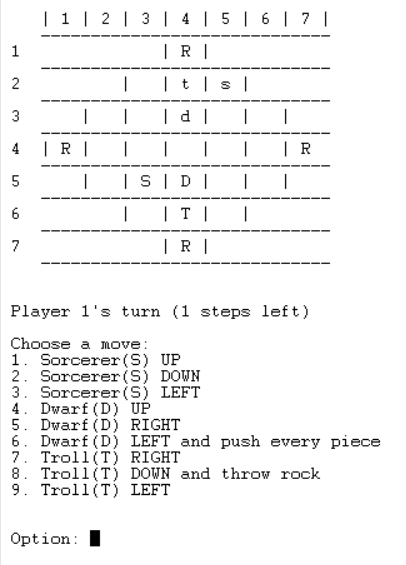 | 1 | 2 | 3 | 4 | 5 | 6 | 7 |
1 | R |
2 | | t | s |
3 | | | d | | |
4 | R | | | | | | R |
5 | | S | D | | |
6 | | T | |
7 | R |
Player 1's turn (1 steps left)
Choose a move:
1. Sorcerer(S) UP
2. Sorcerer(S) DOWN
3. Sorcerer(S) LEFT
4. Dwarf(D) UP
5. Dwarf(D) RIGHT
6. Dwarf(D) LEFT and push every piece
7. Troll(T) RIGHT
8. Troll(T) DOWN and throw rock
9. Troll(T) LEFT
Option: